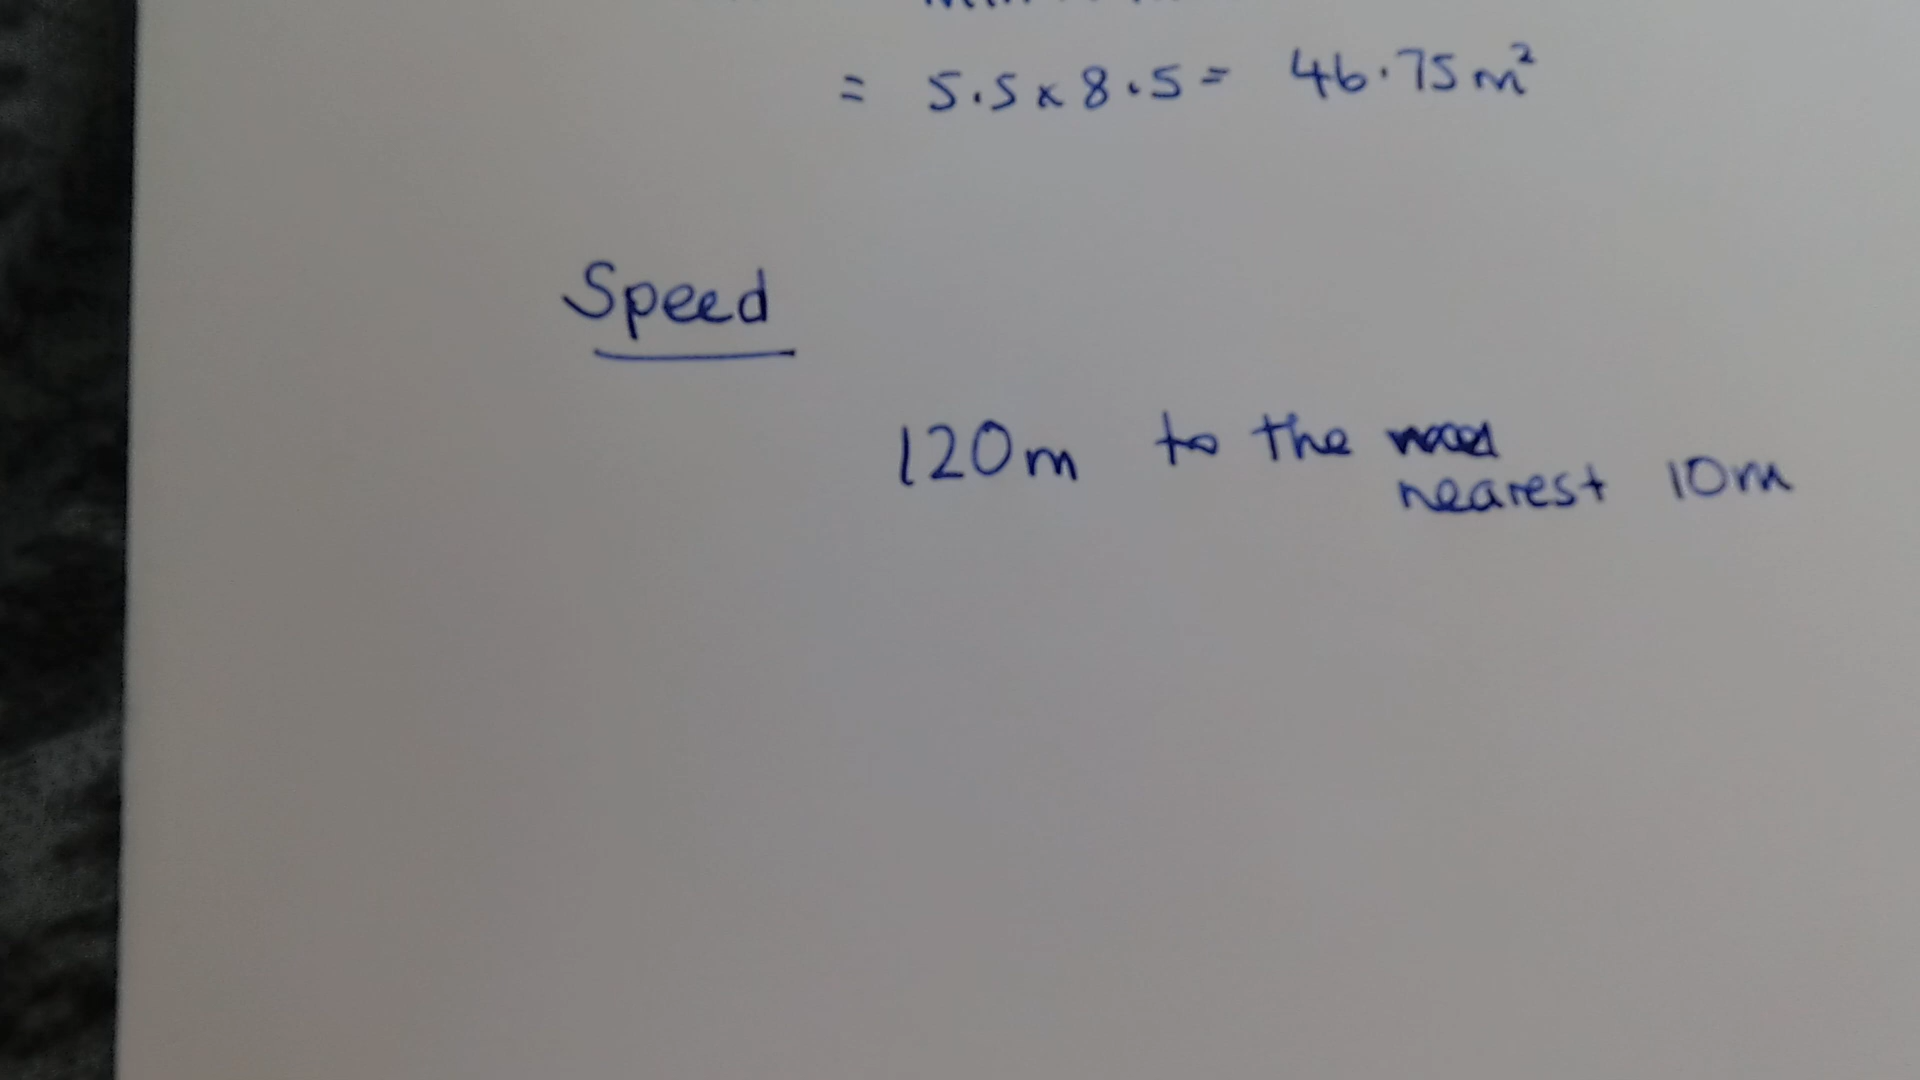 = 5.5 x 8.5 = 46.75 m²
Speed
120m to the
nearest 10m